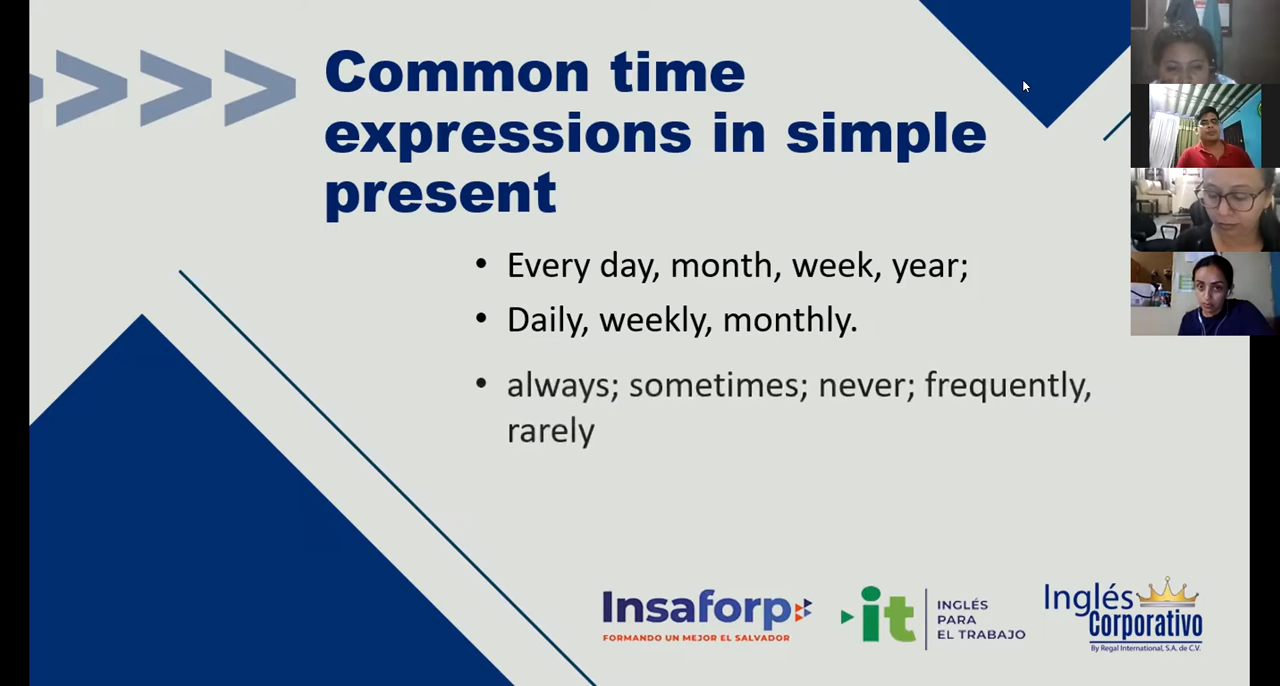 Common time
expressions in simple
present
• Every day, month, week, year;
• Daily, weekly, monthly.
• always; sometimes; never; frequently,
rarely
Insaforp
FORMANDO UN MEJOR EL SALVADOR
it
INGLÉS
PARA
EL TRABAJO
Inglés
Corporativo
By Regal International, S.A. de C.V.